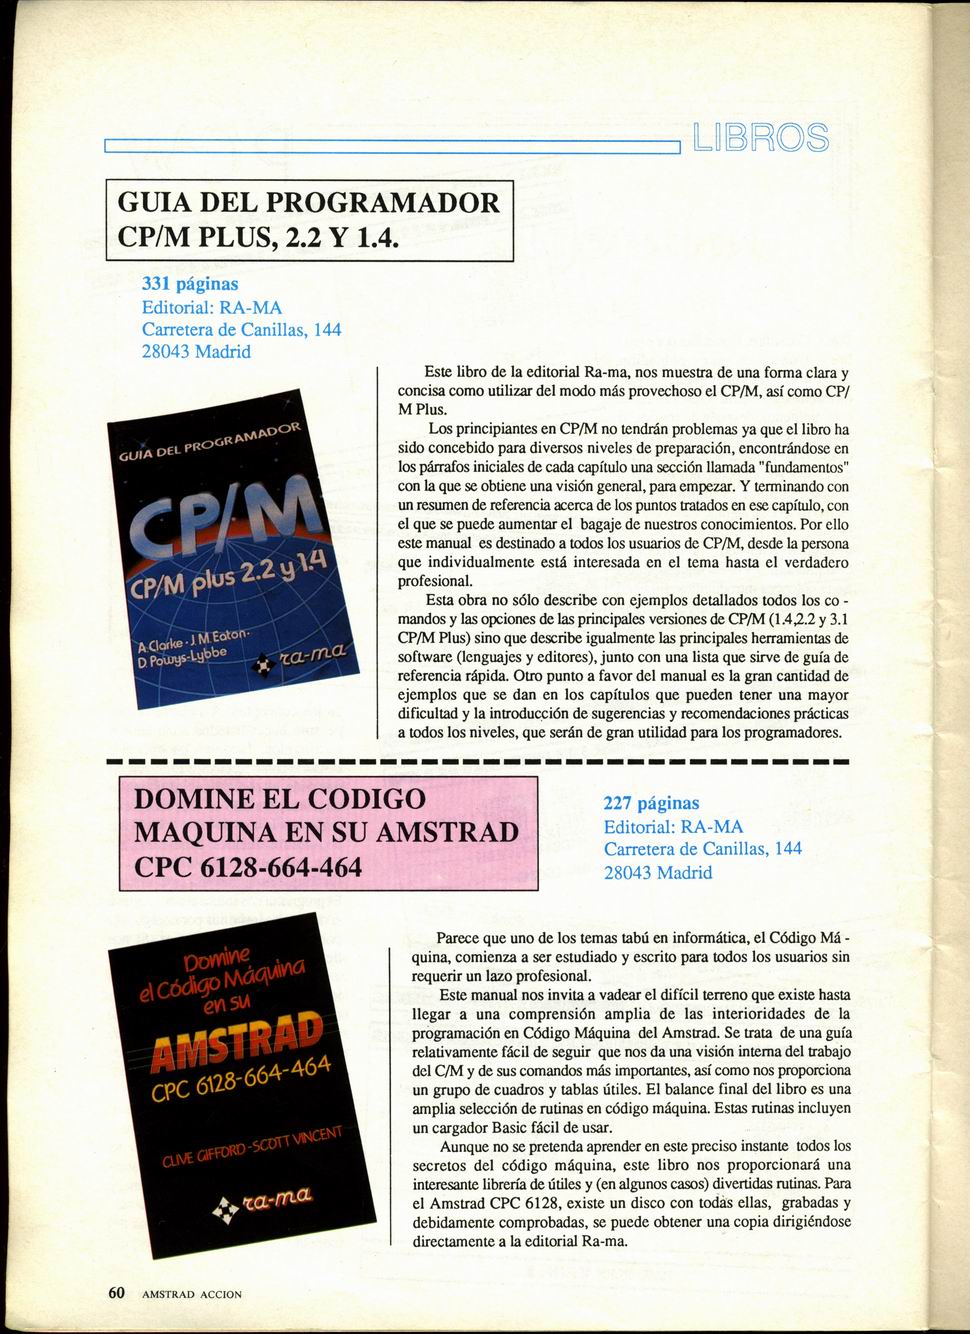 LIBROS
GUIA DEL PROGRAMADOR
CP/M PLUS, 2.2 Y 1.4.
331 páginas
Editorial: RA-MA
Carretera de Canillas, 144
28043 Madrid
GUIA DEL PROGRAMADOR
CP/M
CP/M plus 2.2 y 1.4
A. Clarke · J. M. Eaton ·
D. Powys-Lybbe
ra-ma
Este libro de la editorial Ra-ma, nos muestra de una forma clara y
concisa como utilizar del modo más provechoso el CP/M, así como CP/
M Plus.
Los principiantes en CP/M no tendrán problemas ya que el libro ha
sido concebido para diversos niveles de preparación, encontrándose en
los párrafos iniciales de cada capítulo una sección llamada "fundamentos"
con la que se obtiene una visión general, para empezar. Y terminando con
un resumen de referencia acerca de los puntos tratados en ese capítulo, con
el que se puede aumentar el bagaje de nuestros conocimientos. Por ello
este manual es destinado a todos los usuarios de CP/M, desde la persona
que individualmente está interesada en el tema hasta el verdadero
profesional.
Esta obra no sólo describe con ejemplos detallados todos los co -
mandos y las opciones de las principales versiones de CP/M (1.4,2.2 y 3.1
CP/M Plus) sino que describe igualmente las principales herramientas de
software (lenguajes y editores), junto con una lista que sirve de guía de
referencia rápida. Otro punto a favor del manual es la gran cantidad de
ejemplos que se dan en los capítulos que pueden tener una mayor
dificultad y la introducción de sugerencias y recomendaciones prácticas
a todos los niveles, que serán de gran utilidad para los programadores.
DOMINE EL CODIGO
MAQUINA EN SU AMSTRAD
CPC 6128-664-464
227 páginas
Editorial: RA-MA
Carretera de Canillas, 144
28043 Madrid
Domine
el Código Máquina
en su
AMSTRAD
CPC 6128-664-464
CLIVE GIFFORD-SCOTT VINCENT
ra-ma
Parece que uno de los temas tabú en informática, el Código Má -
quina, comienza a ser estudiado y escrito para todos los usuarios sin
requerir un lazo profesional.
Este manual nos invita a vadear el difícil terreno que existe hasta
llegar a una comprensión amplia de las interioridades de la
programación en Código Máquina del Amstrad. Se trata de una guía
relativamente fácil de seguir que nos da una visión interna del trabajo
del C/M y de sus comandos más importantes, así como nos proporciona
un grupo de cuadros y tablas útiles. El balance final del libro es una
amplia selección de rutinas en código máquina. Estas rutinas incluyen
un cargador Basic fácil de usar.
Aunque no se pretenda aprender en este preciso instante todos los
secretos del código máquina, este libro nos proporcionará una
interesante librería de útiles y (en algunos casos) divertidas rutinas. Para
el Amstrad CPC 6128, existe un disco con todas ellas, grabadas y
debidamente comprobadas, se puede obtener una copia dirigiéndose
directamente a la editorial Ra-ma.
60 AMSTRAD ACCION